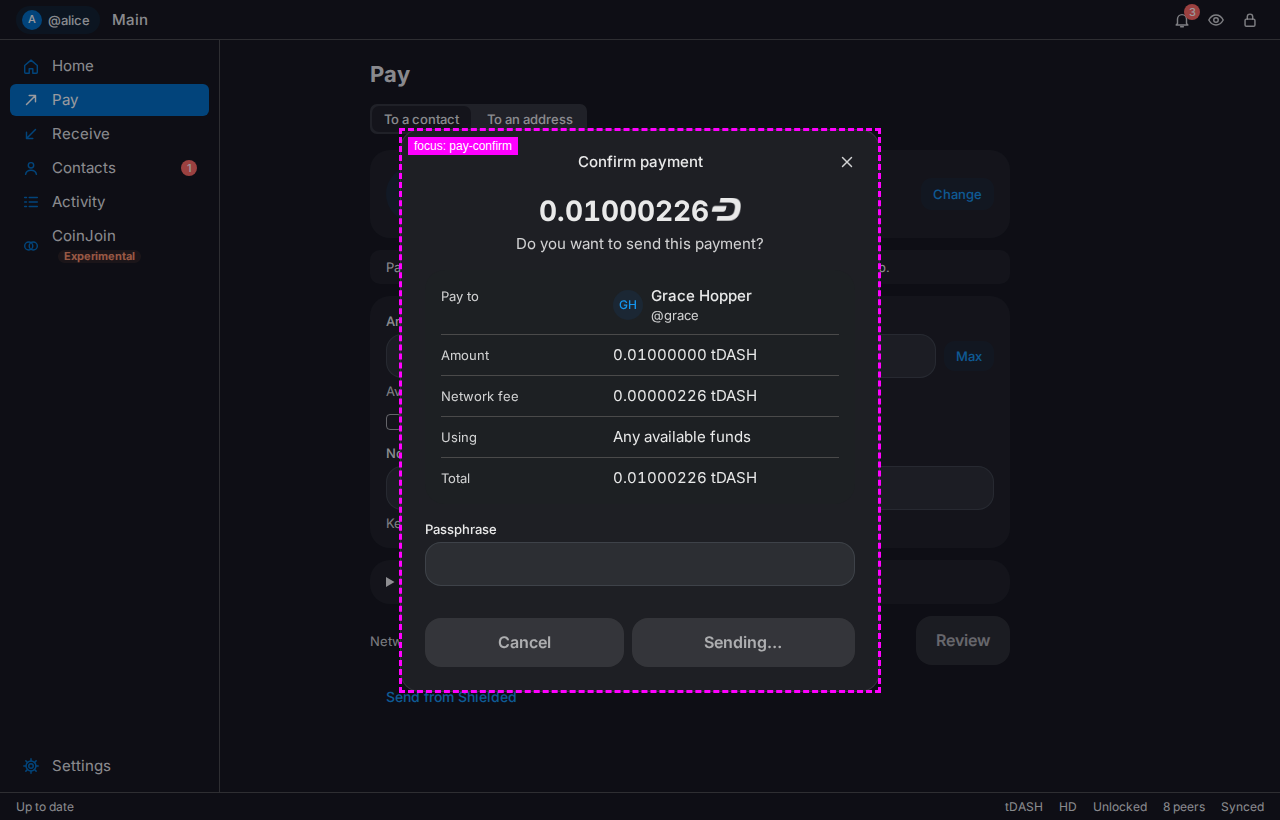 A @alice Main 3
Home
Pay
Receive
Contacts 1
Activity
CoinJoin
Experimental
Settings
Pay
To a contact To an address
focus: pay-confirm
Confirm payment
0.01000226
Do you want to send this payment?
Pay to GH Grace Hopper
@grace
Amount 0.01000000 tDASH
Network fee 0.00000226 tDASH
Using Any available funds
Total 0.01000226 tDASH
Passphrase
Cancel Sending…
Change
Max
Review
Send from Shielded
Up to date tDASH HD Unlocked 8 peers Synced